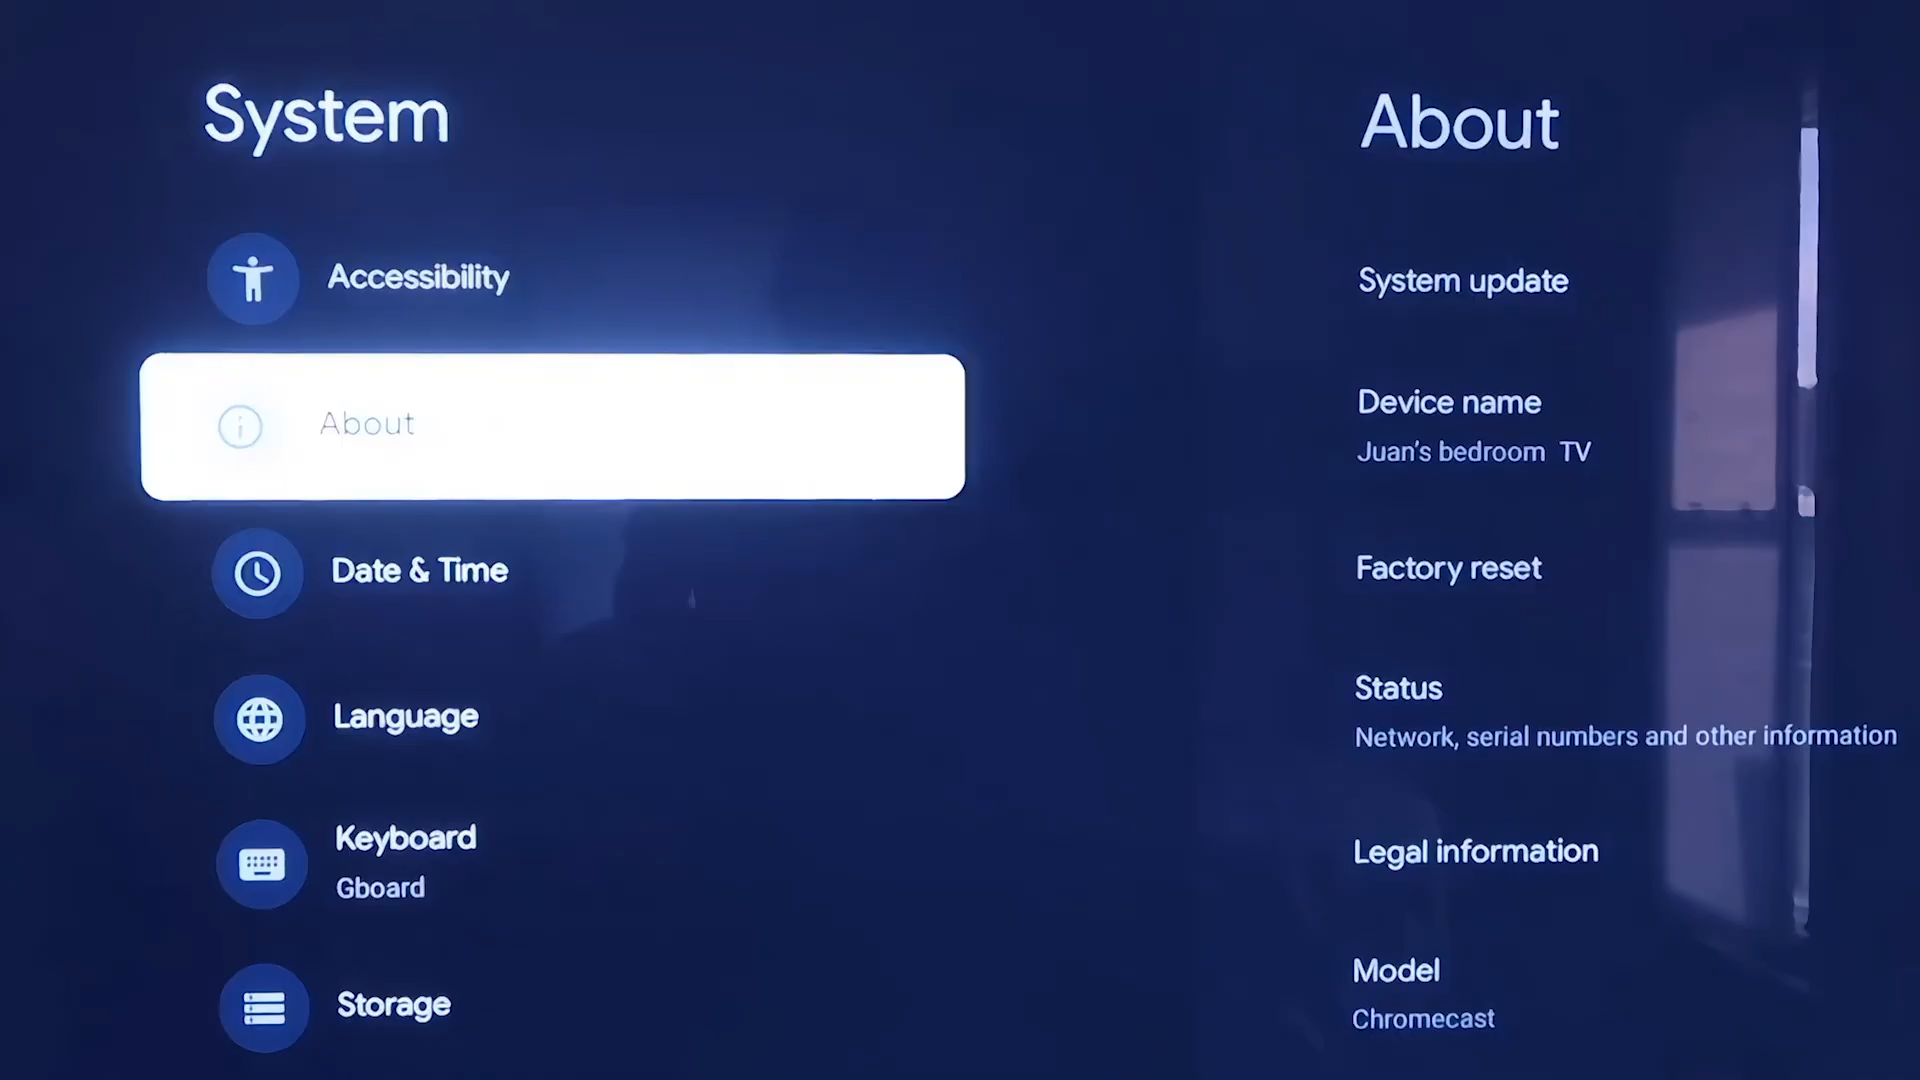 System
Accessibility
About
Date & Time
Language
Keyboard
Gboard
Storage
About
System update
Device name
Juan's bedroom TV
Factory reset
Status
Network, serial numbers and other information
Legal information
Model
Chromecast